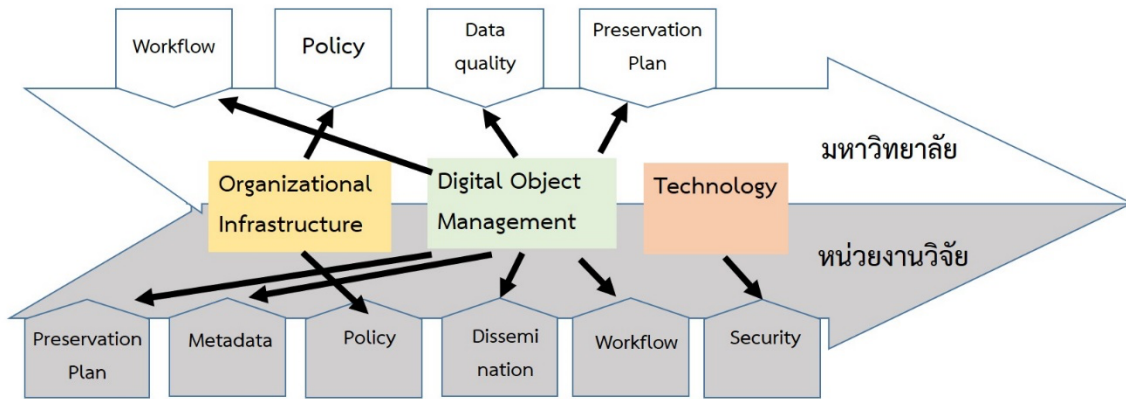 Workflow
Policy
Data
quality
Preservation
Plan
มหาวิทยาลัย
Organizational
Infrastructure
Digital Object
Management
Technology
หน่วยงานวิจัย
Preservation
Plan
Metadata
Policy
Dissemi
nation
Workflow
Security